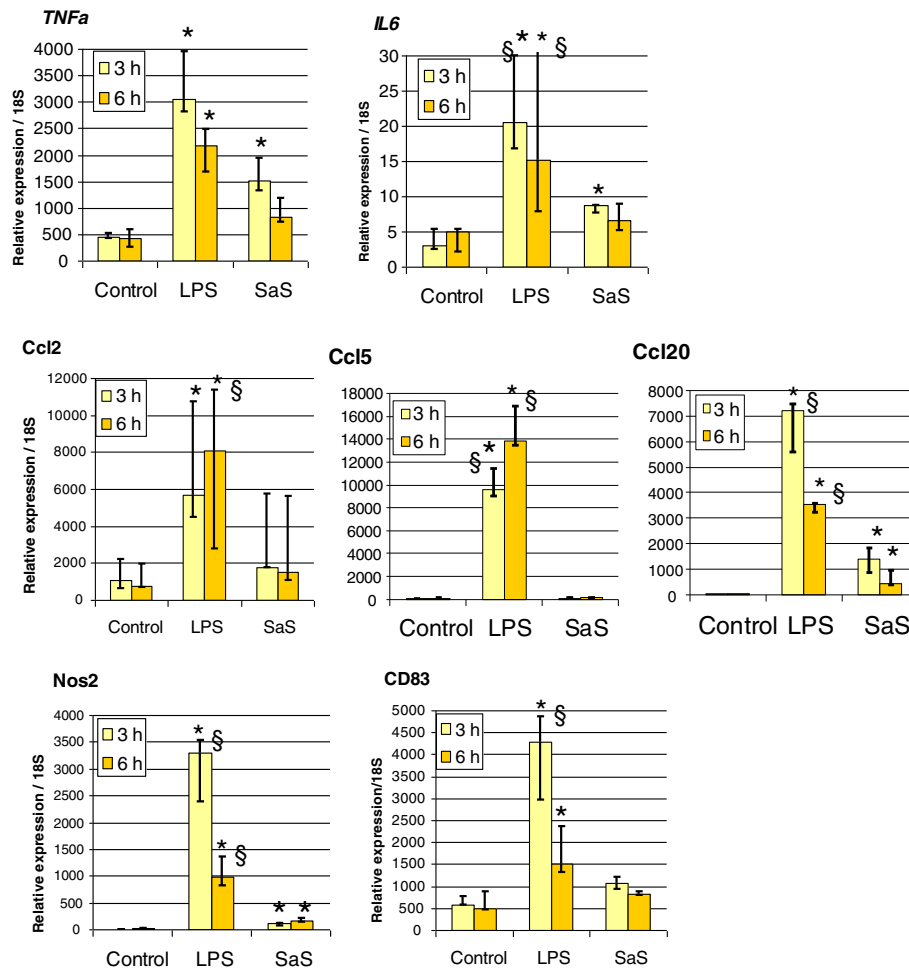 TNFa
Relative expression / 18S
4000
3500
3000
2500
2000
1500
1000
500
0
3 h
6 h
*
*
*
Control LPS SaS
IL6
Relative expression / 18S
30
25
20
15
10
5
0
3 h
6 h
§ * * §
*
Control LPS SaS
Ccl2
Relative expression / 18S
12000
10000
8000
6000
4000
2000
0
3 h
6 h
* * §
Control LPS SaS
Ccl5
20000
18000
16000
14000
12000
10000
8000
6000
4000
2000
0
3 h
6 h
* §
§ *
Control LPS SaS
Ccl20
8000
7000
6000
5000
4000
3000
2000
1000
0
3 h
6 h
* §
* §
* *
Control LPS SaS
Nos2
Relative expression / 18S
4000
3500
3000
2500
2000
1500
1000
500
0
3 h
6 h
* §
* §
* *
Control LPS SaS
CD83
Relative expression/18S
5000
4500
4000
3500
3000
2500
2000
1500
1000
500
0
3 h
6 h
* §
*
Control LPS SaS